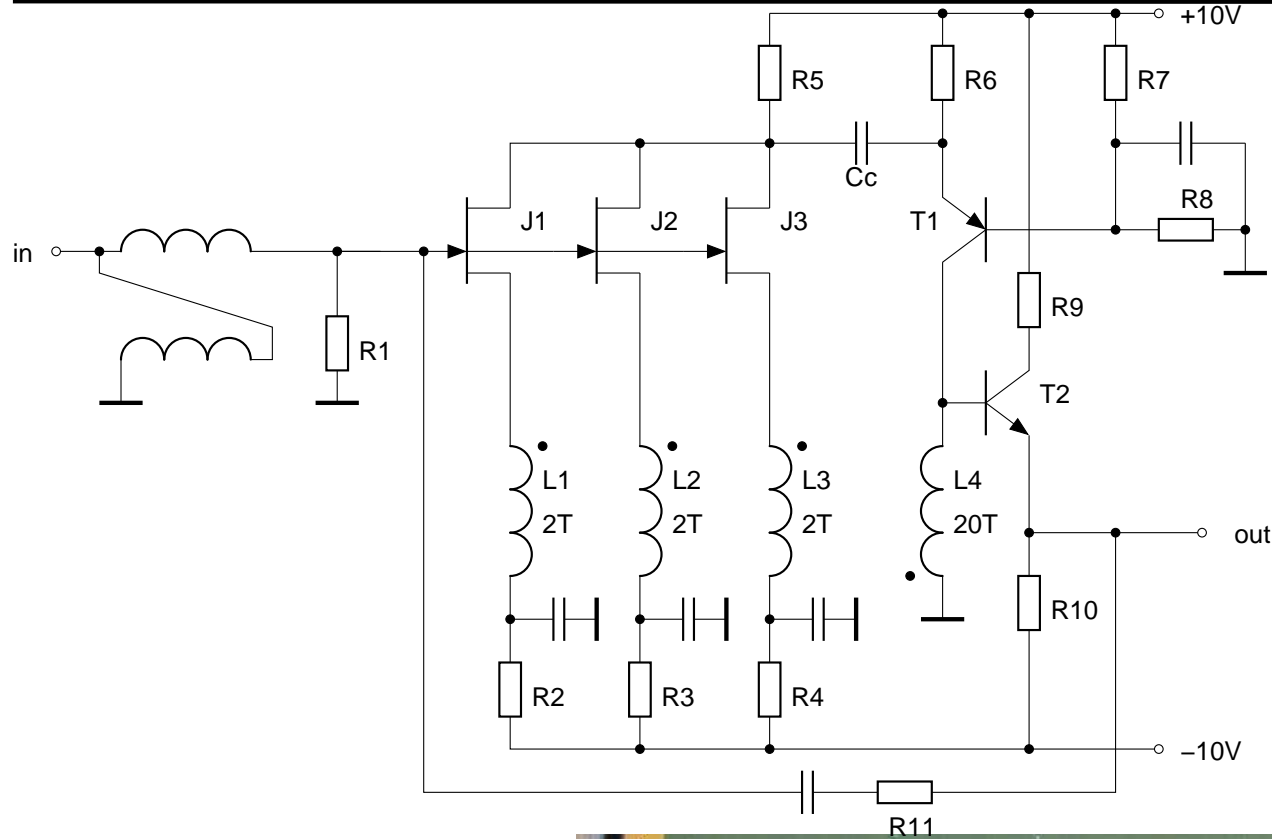 +10V
R5
R6
R7
Cc
R8
in
J1
J2
J3
T1
R9
R1
T2
L1
2T
L2
2T
L3
2T
L4
20T
out
R10
R2
R3
R4
–10V
R11